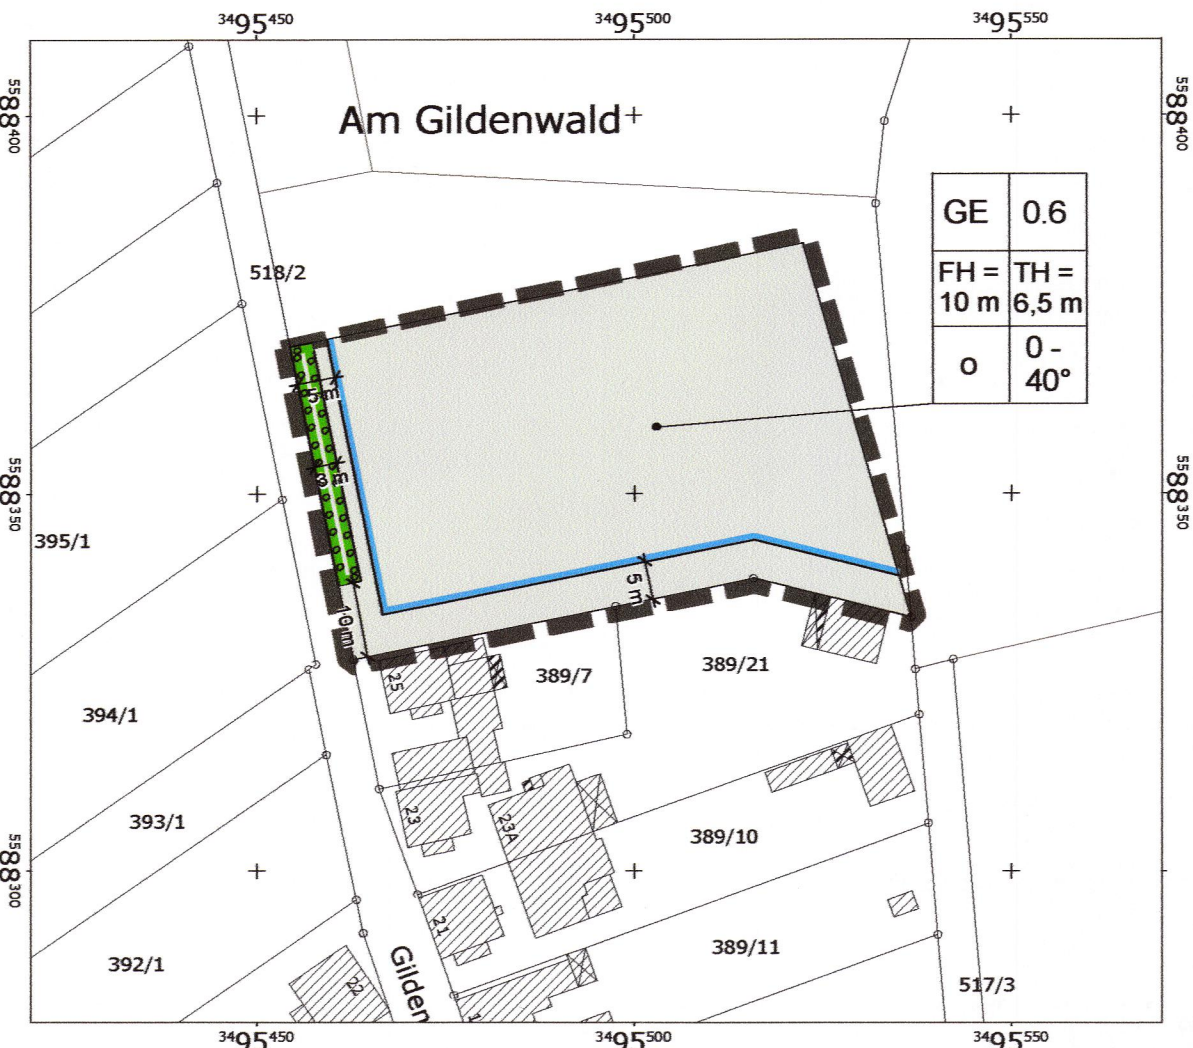 3495450 3495500 3495550
5588400
5588400
Am Gildenwald
GE 0.6
FH = TH =
10 m 6,5 m
o 0 -
40°
518/2
5 m
3 m
5588350
5588350
395/1
5 m
10 m
389/7
389/21
25
394/1
393/1
23
23A
389/10
5588300
5588300
21
392/1
22
Gilden
389/11
517/3
1
3495450 3495500 3495550